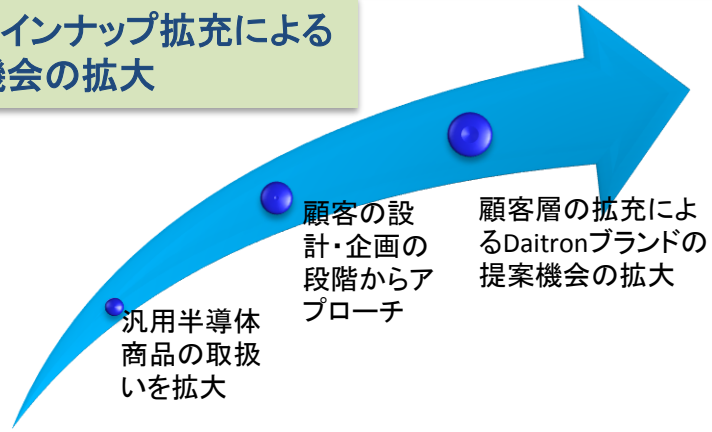 インナップ拡充による
会の拡大
汎用半導体
商品の取扱
いを拡大
顧客の設
計・企画の
段階からア
プローチ
顧客層の拡充によ
るDaitronブランドの
提案機会の拡大